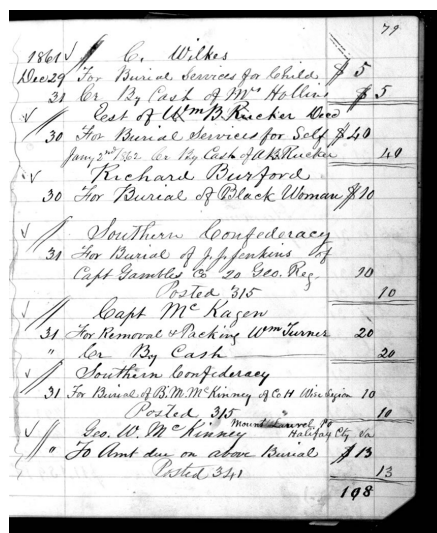 79
1861 C. Wilkes
Dec 29 For Burial Services for Child $5
31 Cr By Cash of Mrs Hollins $5
Est of Wm B. Rucker Decd
30 For Burial Services for Self $40
Jany 2nd 1862 Cr By Cash of A B Rucker 40
Richard Burford
30 For Burial of Black Woman $10
Southern Confederacy
31 For Burial of J. J. Jenkins of
Capt Gambles Co 20 Geo. Reg 10
Posted 315 10
Capt McKagen
31 For Removal & Packing Wm Turner 20
" Cr By Cash 20
Southern Confederacy
31 For Burial of B. M. McKinney of Co H Wise Legion 10
Posted 315 10
Geo. W. McKinney Mount Laurel Po Halifax Cty Va
" To Amt due on above Burial $13
Posted 341 13
198